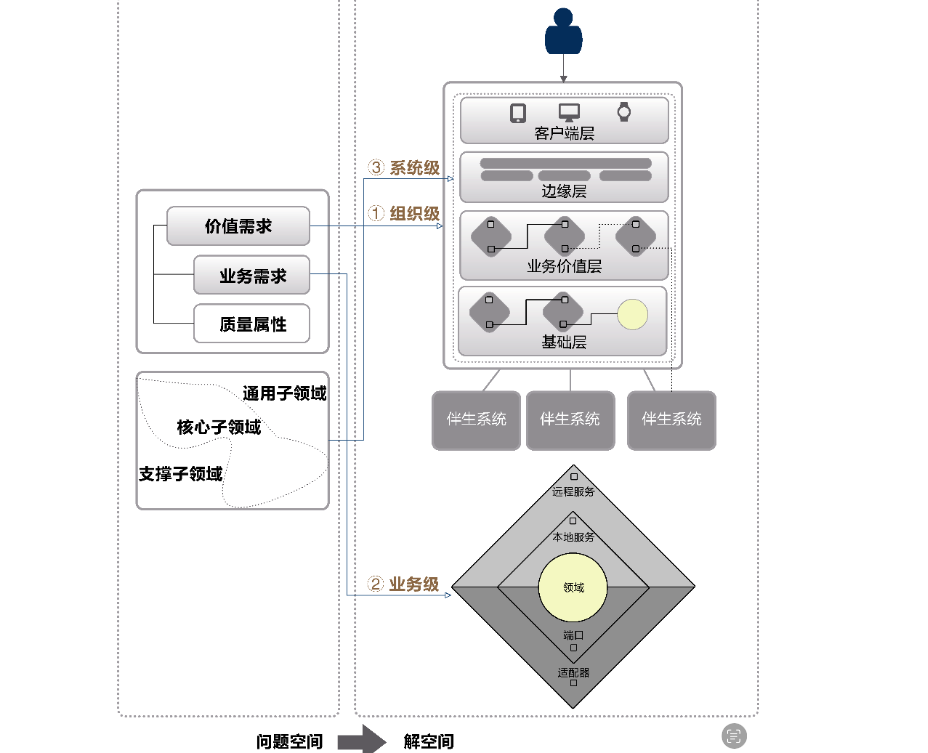 价值需求
业务需求
质量属性
通用子领域
核心子领域
支撑子领域
③ 系统级
① 组织级
② 业务级
客户端层
边缘层
业务价值层
基础层
伴生系统
伴生系统
伴生系统
远程服务
本地服务
领域
端口
适配器
问题空间
解空间